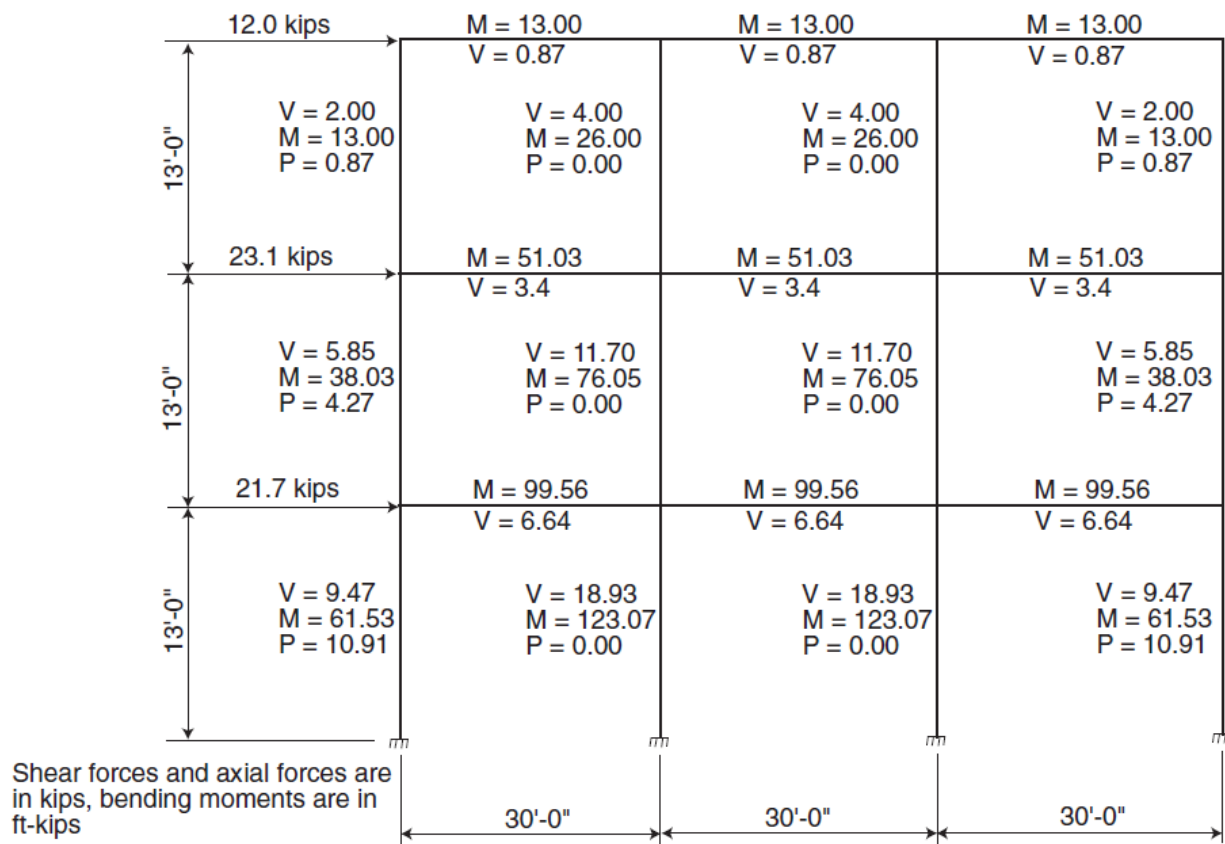 12.0 kips
M = 13.00
M = 13.00
M = 13.00
V = 0.87
V = 0.87
V = 0.87
13'-0"
V = 2.00
M = 13.00
P = 0.87
V = 4.00
M = 26.00
P = 0.00
V = 4.00
M = 26.00
P = 0.00
V = 2.00
M = 13.00
P = 0.87
23.1 kips
M = 51.03
M = 51.03
M = 51.03
V = 3.4
V = 3.4
V = 3.4
13'-0"
V = 5.85
M = 38.03
P = 4.27
V = 11.70
M = 76.05
P = 0.00
V = 11.70
M = 76.05
P = 0.00
V = 5.85
M = 38.03
P = 4.27
21.7 kips
M = 99.56
M = 99.56
M = 99.56
V = 6.64
V = 6.64
V = 6.64
13'-0"
V = 9.47
M = 61.53
P = 10.91
V = 18.93
M = 123.07
P = 0.00
V = 18.93
M = 123.07
P = 0.00
V = 9.47
M = 61.53
P = 10.91
Shear forces and axial forces are
in kips, bending moments are in
ft-kips
30'-0"
30'-0"
30'-0"